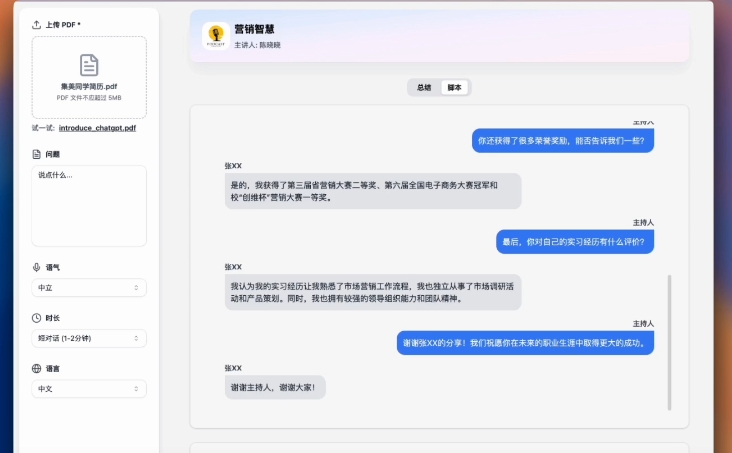 上传 PDF *
集美同学简历.pdf
PDF 文件不应超过 5MB
试一试: introduce_chatgpt.pdf
问题
说点什么...
语气
中立
时长
短对话 (1-2分钟)
语言
中文
营销智慧
主讲人: 陈晓晓
总结
脚本
主持人
你还获得了很多荣誉奖励，能否告诉我们一些？
张XX
是的，我获得了第三届省营销大赛二等奖、第六届全国电子商务大赛冠军和
校“创维杯”营销大赛一等奖。
主持人
最后，你对自己的实习经历有什么评价？
张XX
我认为我的实习经历让我熟悉了市场营销工作流程，我也独立从事了市场调研活
动和产品策划。同时，我也拥有较强的领导组织能力和团队精神。
主持人
谢谢张XX的分享！我们祝愿你在未来的职业生涯中取得更大的成功。
张XX
谢谢主持人，谢谢大家！